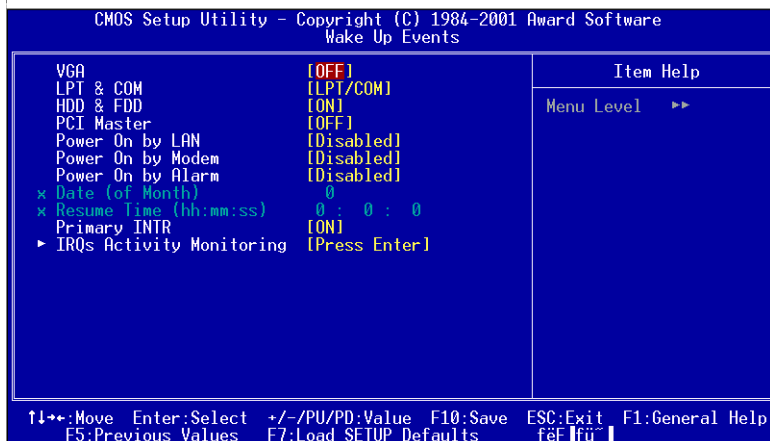 CMOS Setup Utility - Copyright (C) 1984-2001 Award Software
Wake Up Events
VGA [OFF]
LPT & COM [LPT/COM]
HDD & FDD [ON]
PCI Master [OFF]
Power On by LAN [Disabled]
Power On by Modem [Disabled]
Power On by Alarm [Disabled]
x Date (of Month) 0
x Resume Time (hh:mm:ss) 0 : 0 : 0
Primary INTR [ON]
► IRQs Activity Monitoring [Press Enter]
Item Help
Menu Level ►►
↑↓→←:Move Enter:Select +/-/PU/PD:Value F10:Save ESC:Exit F1:General Help
F5:Previous Values F7:Load SETUP Defaults